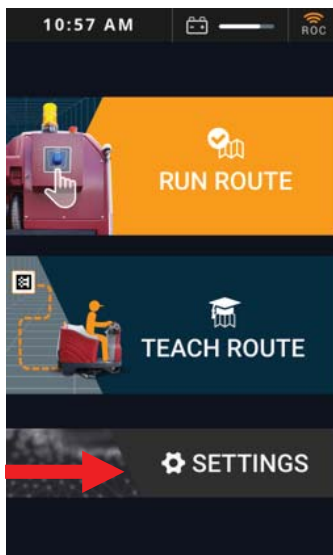 10:57 AM
ROC
RUN ROUTE
TEACH ROUTE
SETTINGS